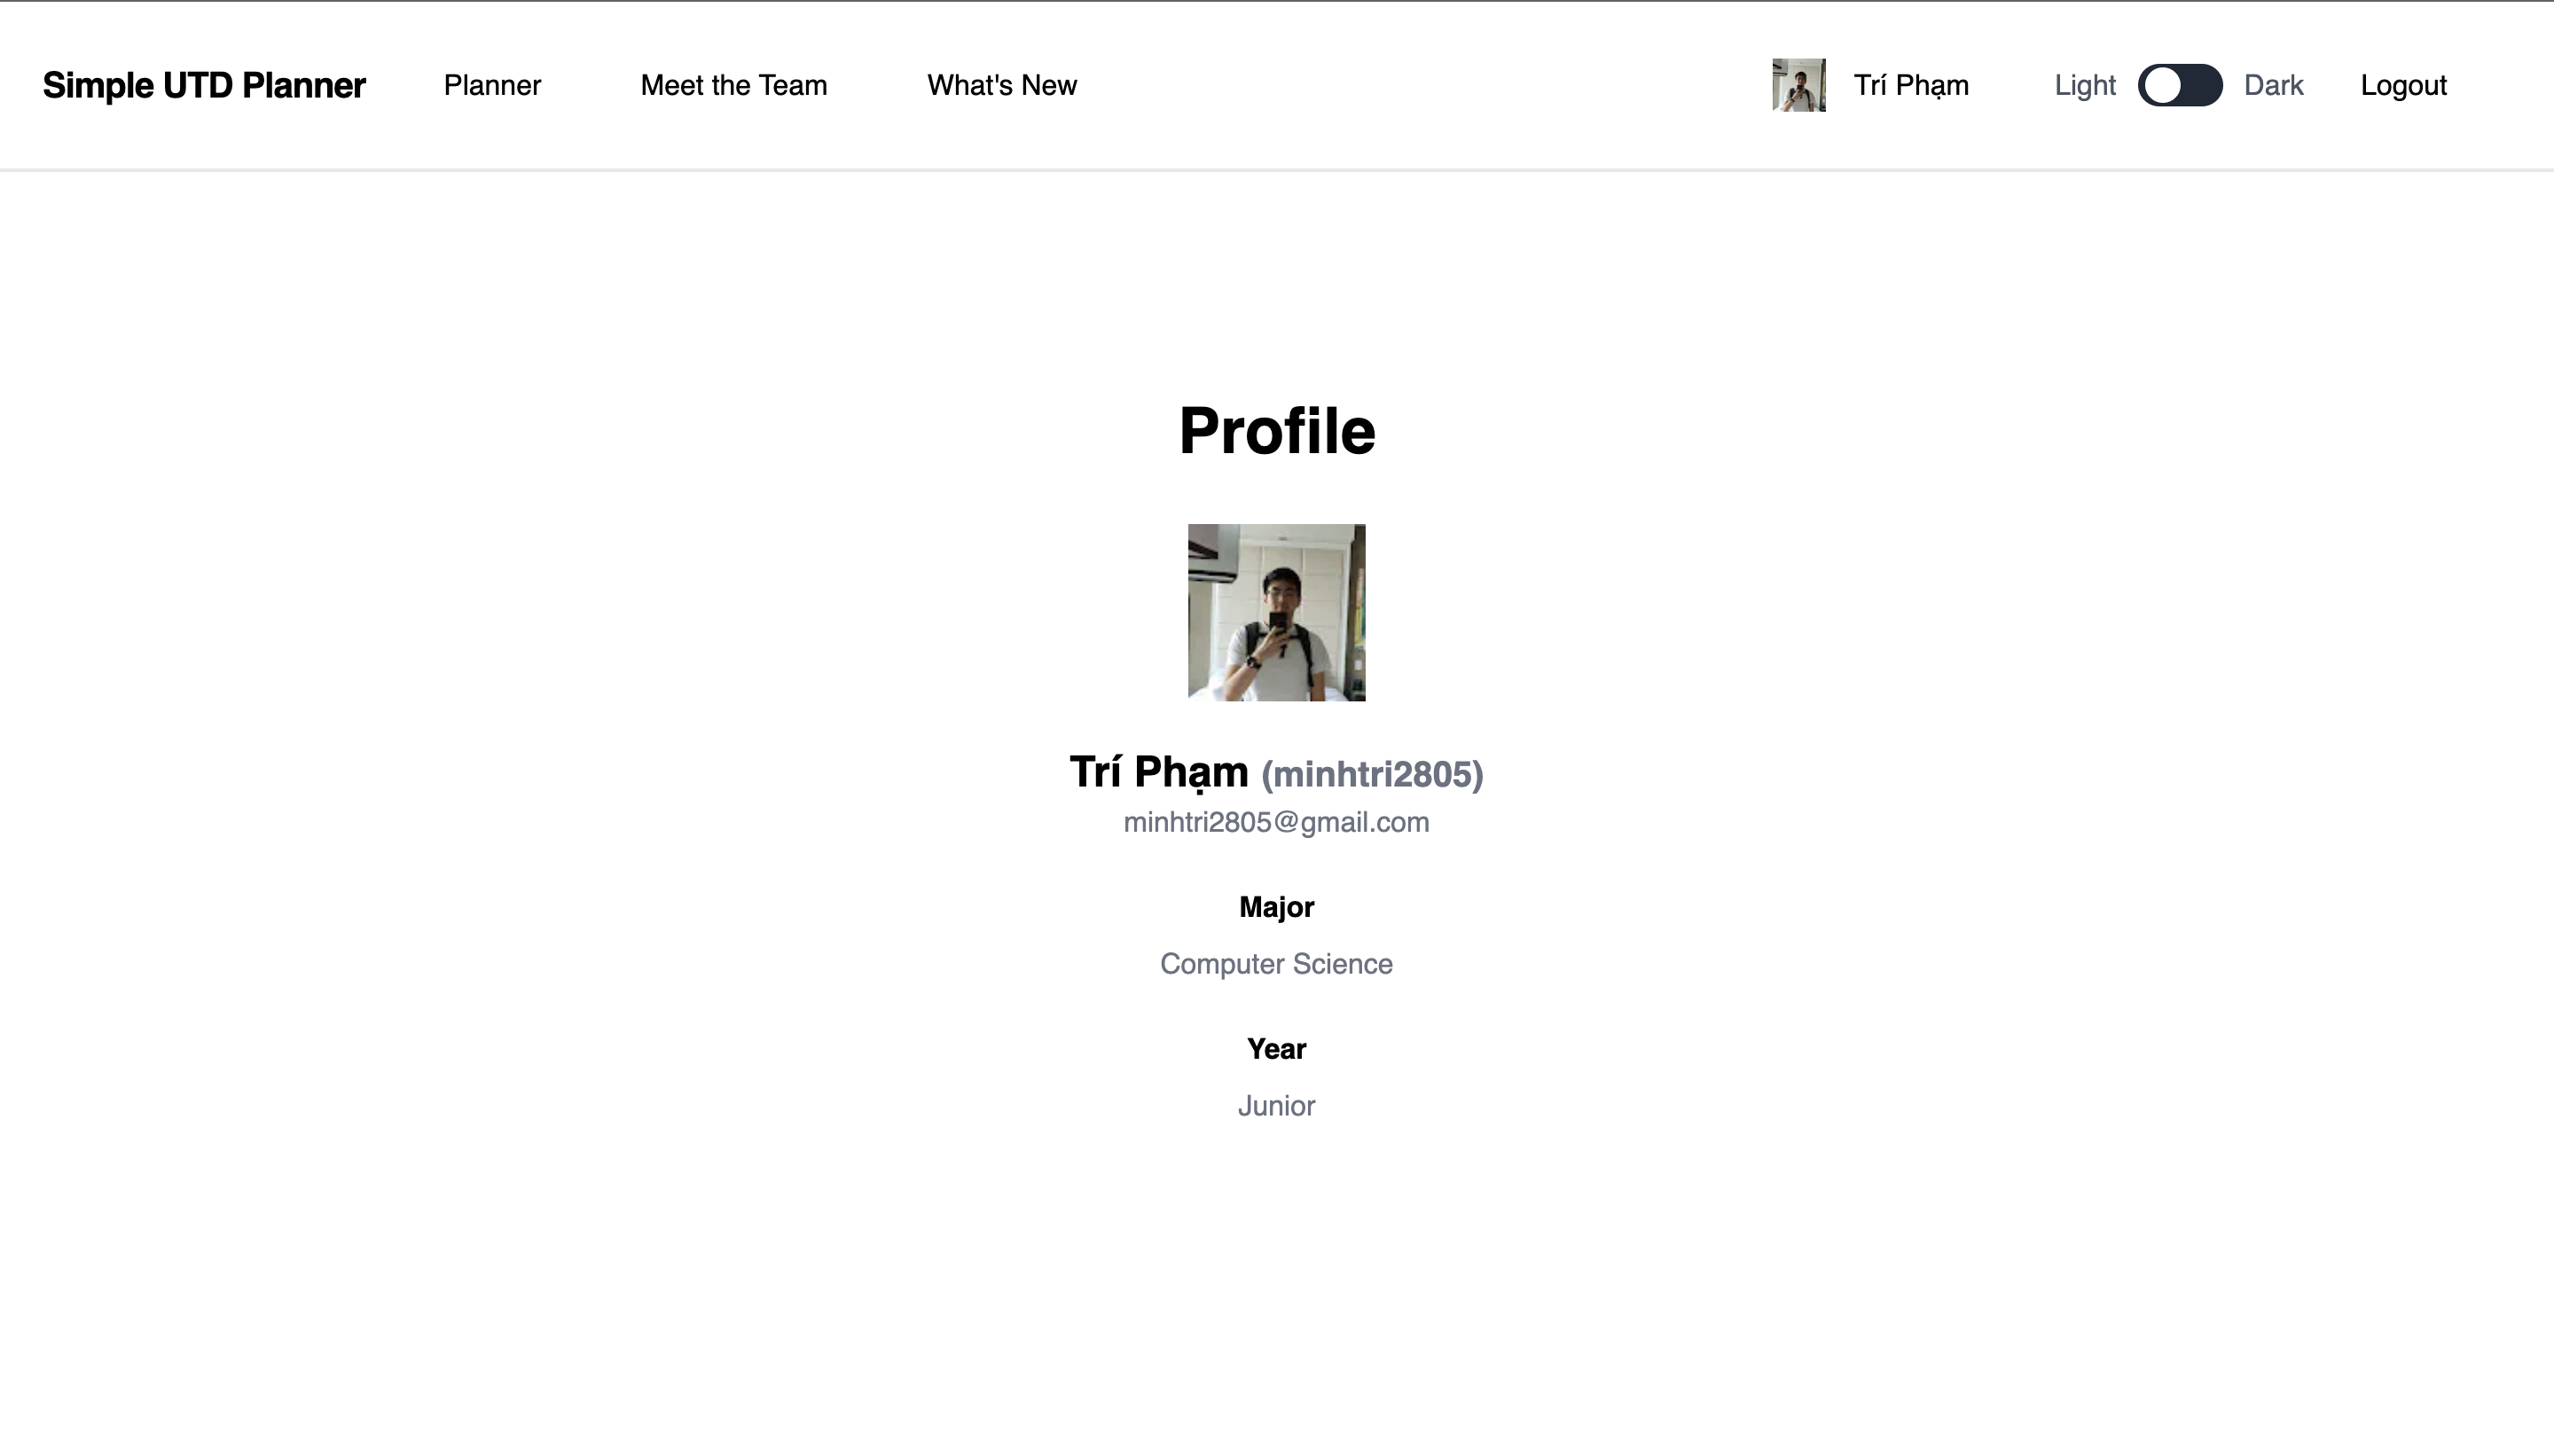 Simple UTD Planner Planner Meet the Team What's New Trí Phạm Light Dark Logout
Profile
Trí Phạm (minhtri2805)
minhtri2805@gmail.com
Major
Computer Science
Year
Junior